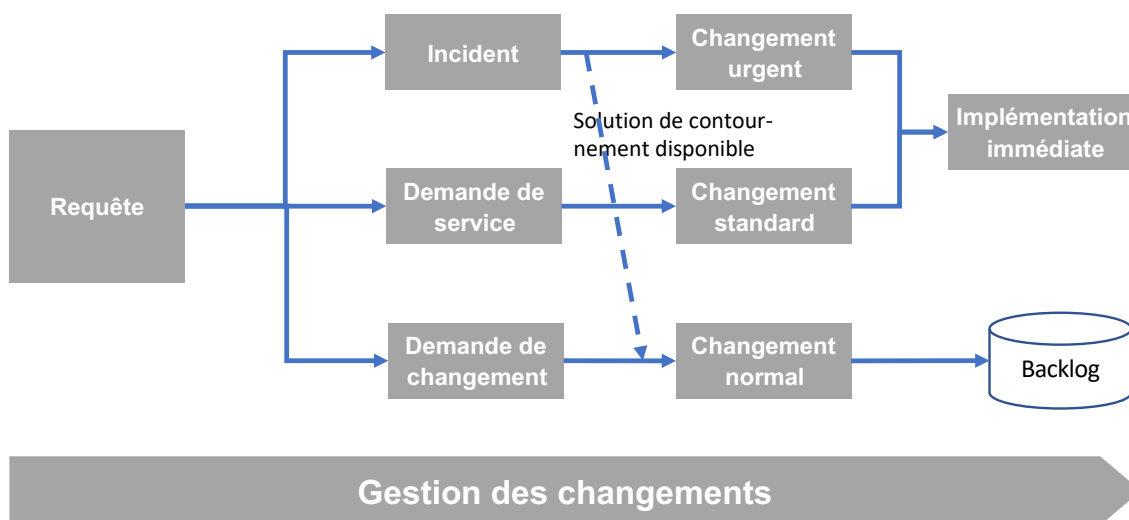 Requête
Incident
Changement
urgent
Solution de contour-
nement disponible
Implémentation
immédiate
Demande de
service
Changement
standard
Demande de
changement
Changement
normal
Backlog
Gestion des changements